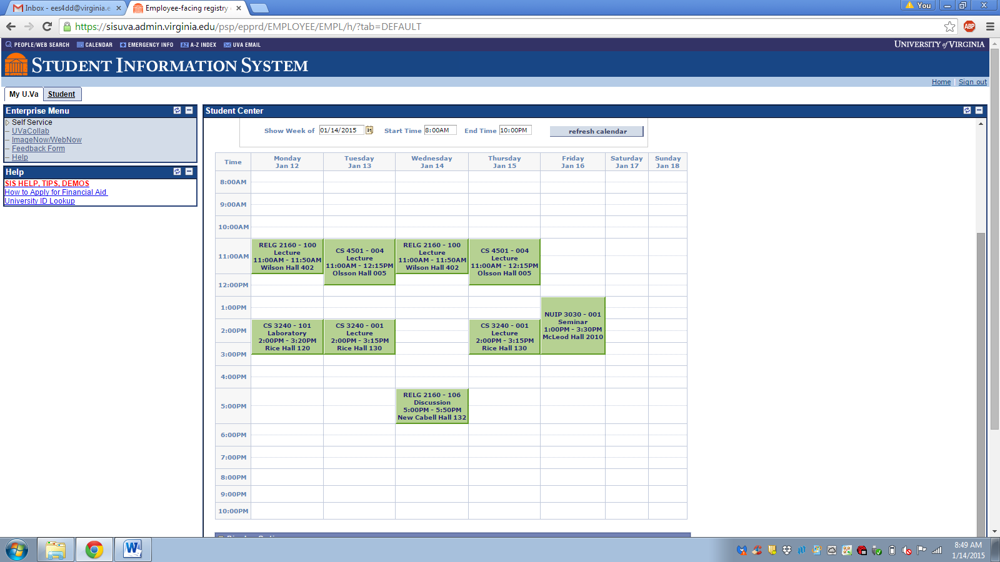 Inbox - ees4dd@virginia.e
Employee-facing registry
You
https://sisuva.admin.virginia.edu/psp/epprd/EMPLOYEE/EMPL/h/?tab=DEFAULT
ABP
PEOPLE/WEB SEARCH CALENDAR EMERGENCY INFO AZ A-Z INDEX UVA EMAIL
UNIVERSITY of VIRGINIA
STUDENT INFORMATION SYSTEM
Home Sign out
My U.Va Student
Enterprise Menu
Self Service
UVaCollab
ImageNow/WebNow
Feedback Form
Help
Help
SIS HELP, TIPS, DEMOS
How to Apply for Financial Aid
University ID Lookup
Student Center
Show Week of 01/14/2015 31 Start Time 8:00AM End Time 10:00PM refresh calendar
Time
Monday
Jan 12
Tuesday
Jan 13
Wednesday
Jan 14
Thursday
Jan 15
Friday
Jan 16
Saturday
Jan 17
Sunday
Jan 18
8:00AM
9:00AM
10:00AM
11:00AM
RELG 2160 - 100
Lecture
11:00AM - 11:50AM
Wilson Hall 402
CS 4501 - 004
Lecture
11:00AM - 12:15PM
Olsson Hall 005
RELG 2160 - 100
Lecture
11:00AM - 11:50AM
Wilson Hall 402
CS 4501 - 004
Lecture
11:00AM - 12:15PM
Olsson Hall 005
12:00PM
1:00PM
NUIP 3030 - 001
Seminar
1:00PM - 3:30PM
McLeod Hall 2010
2:00PM
CS 3240 - 101
Laboratory
2:00PM - 3:20PM
Rice Hall 120
CS 3240 - 001
Lecture
2:00PM - 3:15PM
Rice Hall 130
CS 3240 - 001
Lecture
2:00PM - 3:15PM
Rice Hall 130
3:00PM
4:00PM
5:00PM
RELG 2160 - 106
Discussion
5:00PM - 5:50PM
New Cabell Hall 132
6:00PM
7:00PM
8:00PM
9:00PM
10:00PM
8:49 AM
1/14/2015